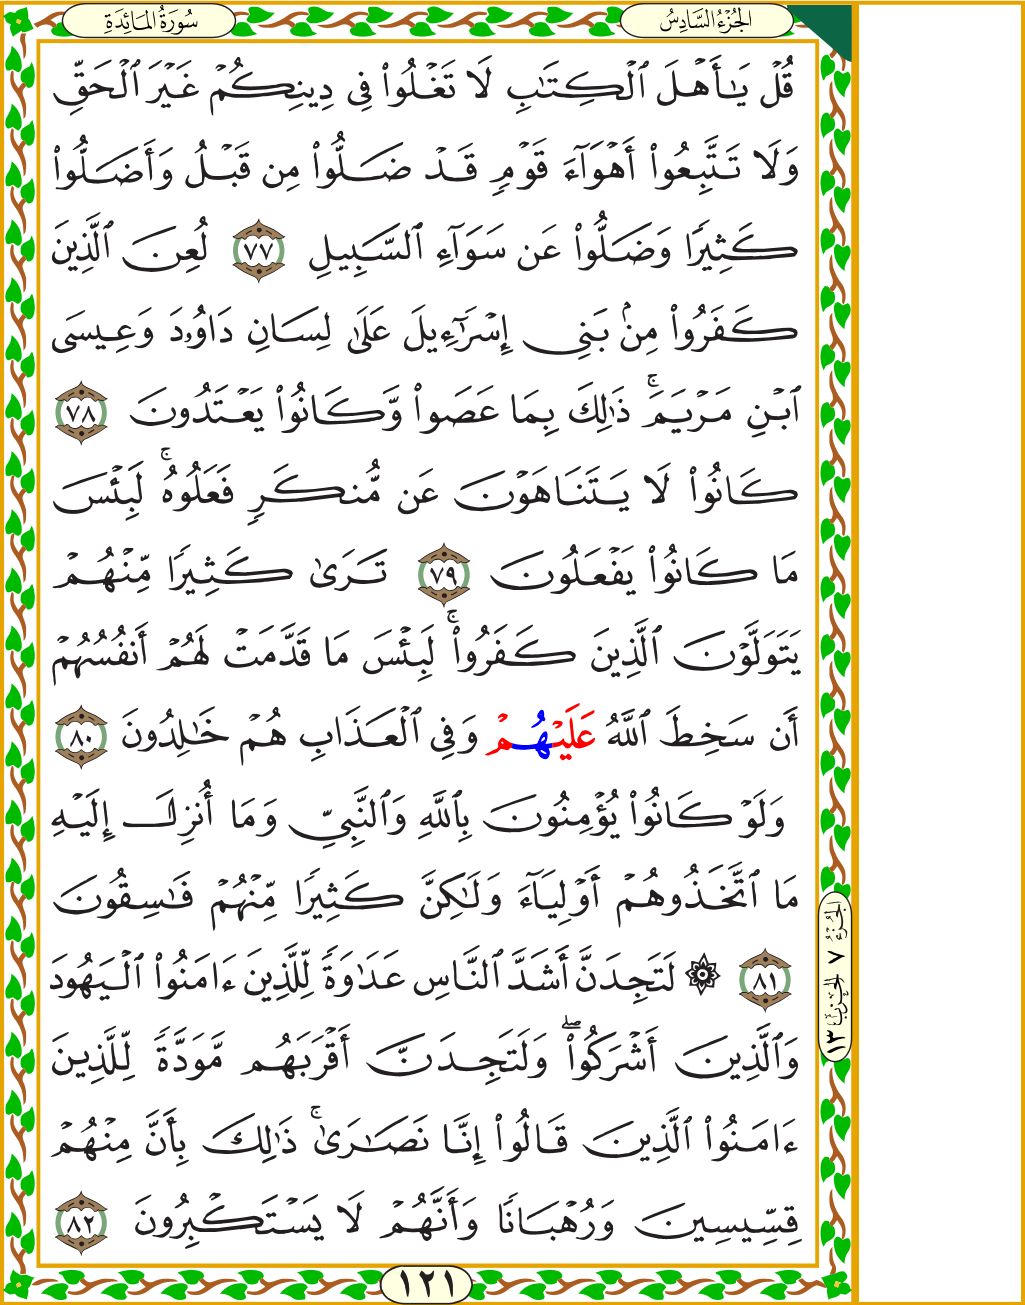 الجُزْءُ السَّادِسُ
سُورَةُ المَائِدَةِ
قُلْ يَٰٓأَهْلَ ٱلْكِتَٰبِ لَا تَغْلُوا۟ فِى دِينِكُمْ غَيْرَ ٱلْحَقِّ
وَلَا تَتَّبِعُوٓا۟ أَهْوَآءَ قَوْمٍ قَدْ ضَلُّوا۟ مِن قَبْلُ وَأَضَلُّوا۟
كَثِيرًا وَضَلُّوا۟ عَن سَوَآءِ ٱلسَّبِيلِ ٧٧ لُعِنَ ٱلَّذِينَ
كَفَرُوا۟ مِنۢ بَنِىٓ إِسْرَٰٓءِيلَ عَلَىٰ لِسَانِ دَاوُۥدَ وَعِيسَى
ٱبْنِ مَرْيَمَ ۚ ذَٰلِكَ بِمَا عَصَوا۟ وَّكَانُوا۟ يَعْتَدُونَ ٧٨
كَانُوا۟ لَا يَتَنَاهَوْنَ عَن مُّنكَرٍ فَعَلُوهُ ۚ لَبِئْسَ
مَا كَانُوا۟ يَفْعَلُونَ ٧٩ تَرَىٰ كَثِيرًا مِّنْهُمْ
يَتَوَلَّوْنَ ٱلَّذِينَ كَفَرُوا۟ ۚ لَبِئْسَ مَا قَدَّمَتْ لَهُمْ أَنفُسُهُمْ
أَن سَخِطَ ٱللَّهُ عَلَيْهُمْ وَفِى ٱلْعَذَابِ هُمْ خَٰلِدُونَ ٨٠
وَلَوْ كَانُوا۟ يُؤْمِنُونَ بِٱللَّهِ وَٱلنَّبِىِّ وَمَآ أُنزِلَ إِلَيْهِ
مَا ٱتَّخَذُوهُمْ أَوْلِيَآءَ وَلَٰكِنَّ كَثِيرًا مِّنْهُمْ فَٰسِقُونَ
٨١ ۞ لَتَجِدَنَّ أَشَدَّ ٱلنَّاسِ عَدَٰوَةً لِّلَّذِينَ ءَامَنُوا۟ ٱلْيَهُودَ
وَٱلَّذِينَ أَشْرَكُوا۟ ۖ وَلَتَجِدَنَّ أَقْرَبَهُم مَّوَدَّةً لِّلَّذِينَ
ءَامَنُوا۟ ٱلَّذِينَ قَالُوٓا۟ إِنَّا نَصَٰرَىٰ ۚ ذَٰلِكَ بِأَنَّ مِنْهُمْ
قِسِّيسِينَ وَرُهْبَانًا وَأَنَّهُمْ لَا يَسْتَكْبِرُونَ ٨٢
الجُزْءُ ٧ الحِزْبُ ١٣
١٢١